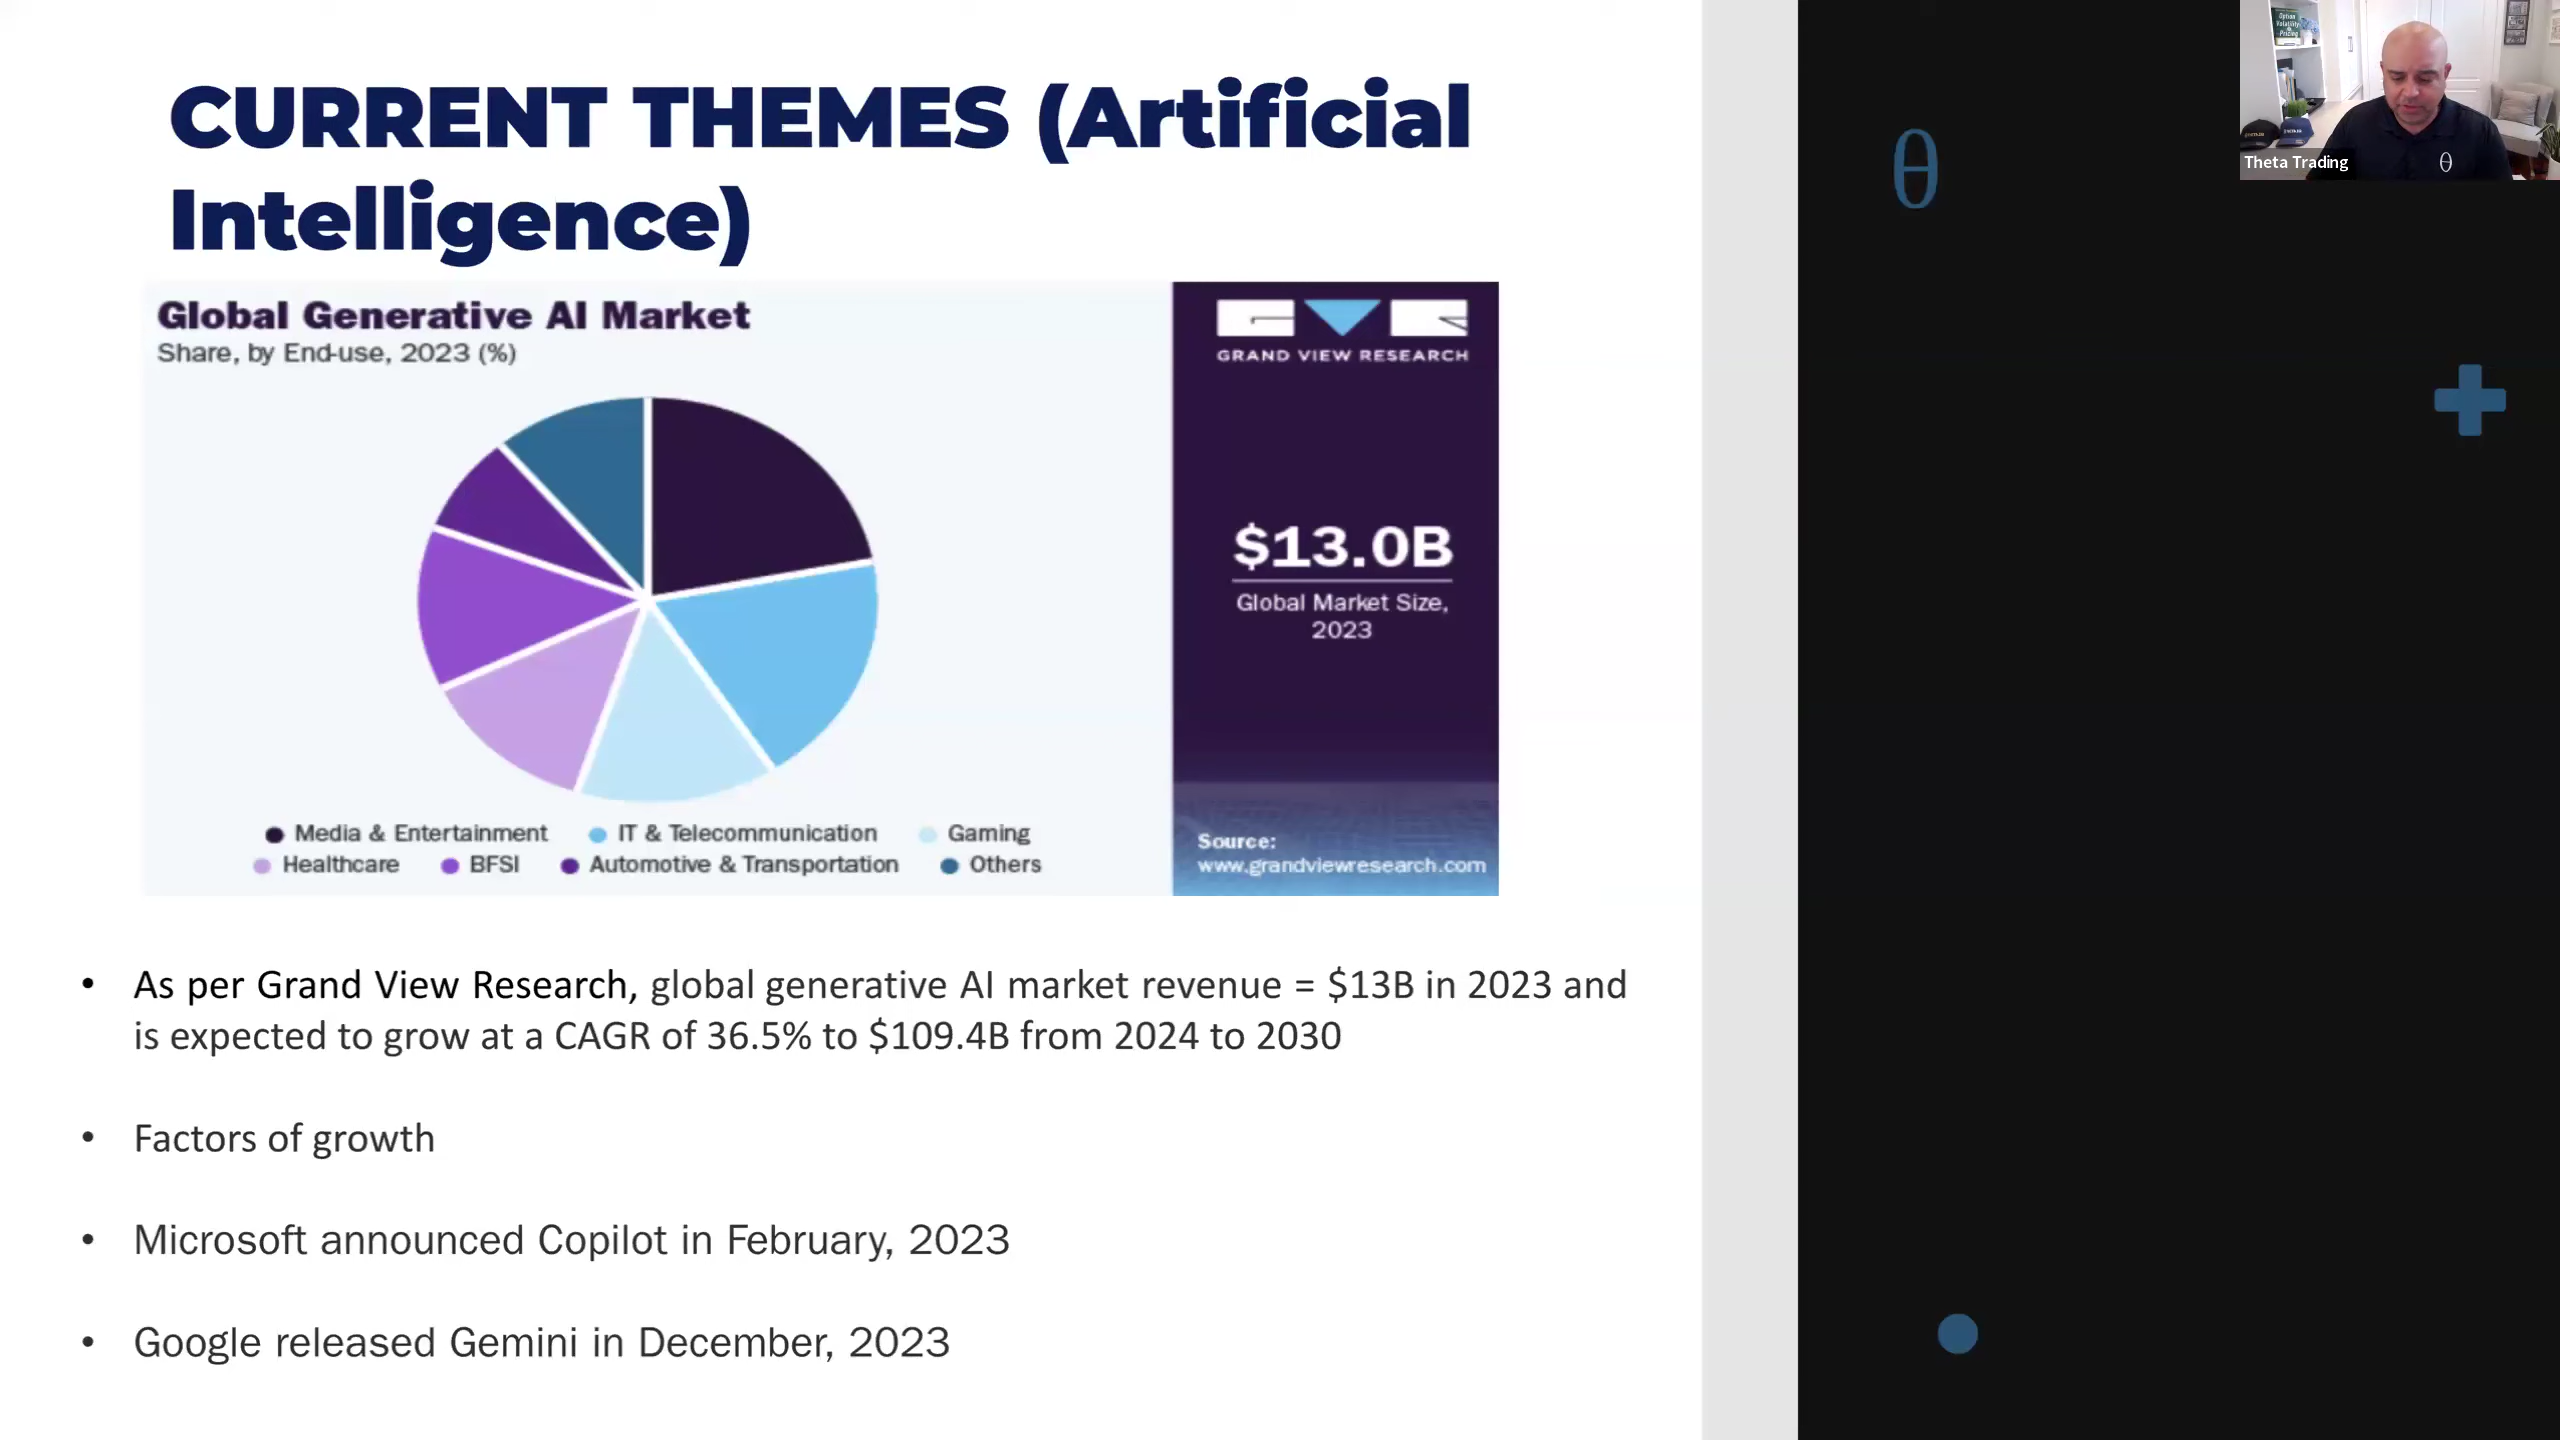 CURRENT THEMES (Artificial
Intelligence)
Global Generative AI Market
Share, by End-use, 2023 (%)
GVR
GRAND VIEW RESEARCH
$13.0B
Global Market Size,
2023
Source:
www.grandviewresearch.com
Media & Entertainment
IT & Telecommunication
Gaming
Healthcare
BFSI
Automotive & Transportation
Others
• As per Grand View Research, global generative AI market revenue = $13B in 2023 and
is expected to grow at a CAGR of 36.5% to $109.4B from 2024 to 2030
• Factors of growth
• Microsoft announced Copilot in February, 2023
• Google released Gemini in December, 2023
θ
Option
Volatility
&
Pricing
Theta Trading
θ